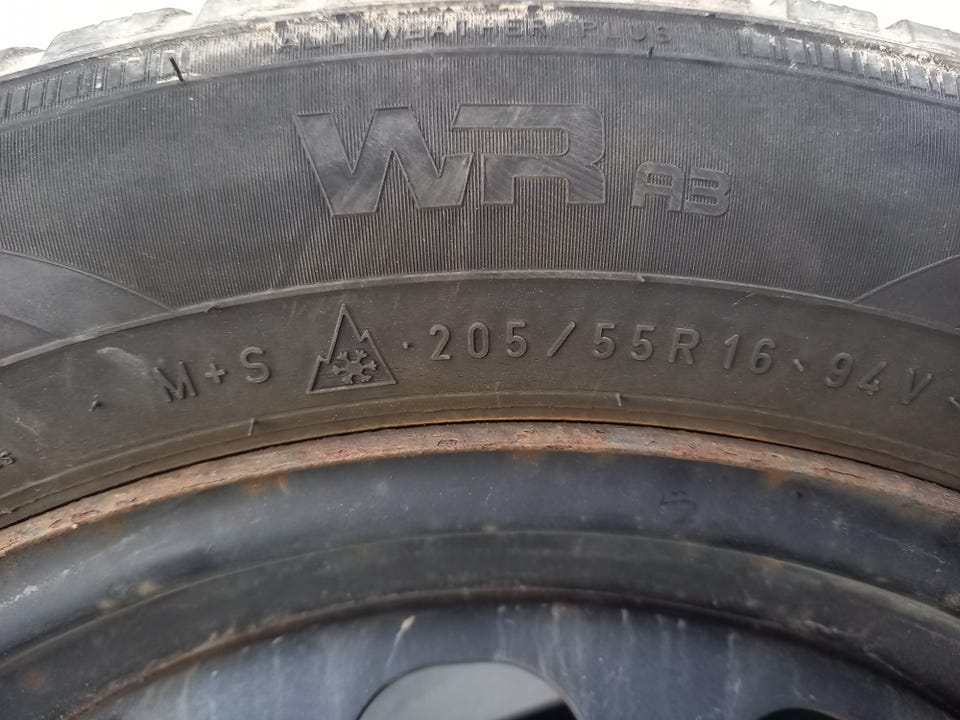 ALL WEATHER PLUS
WR A3
M+S · 205/55R16 · 94V